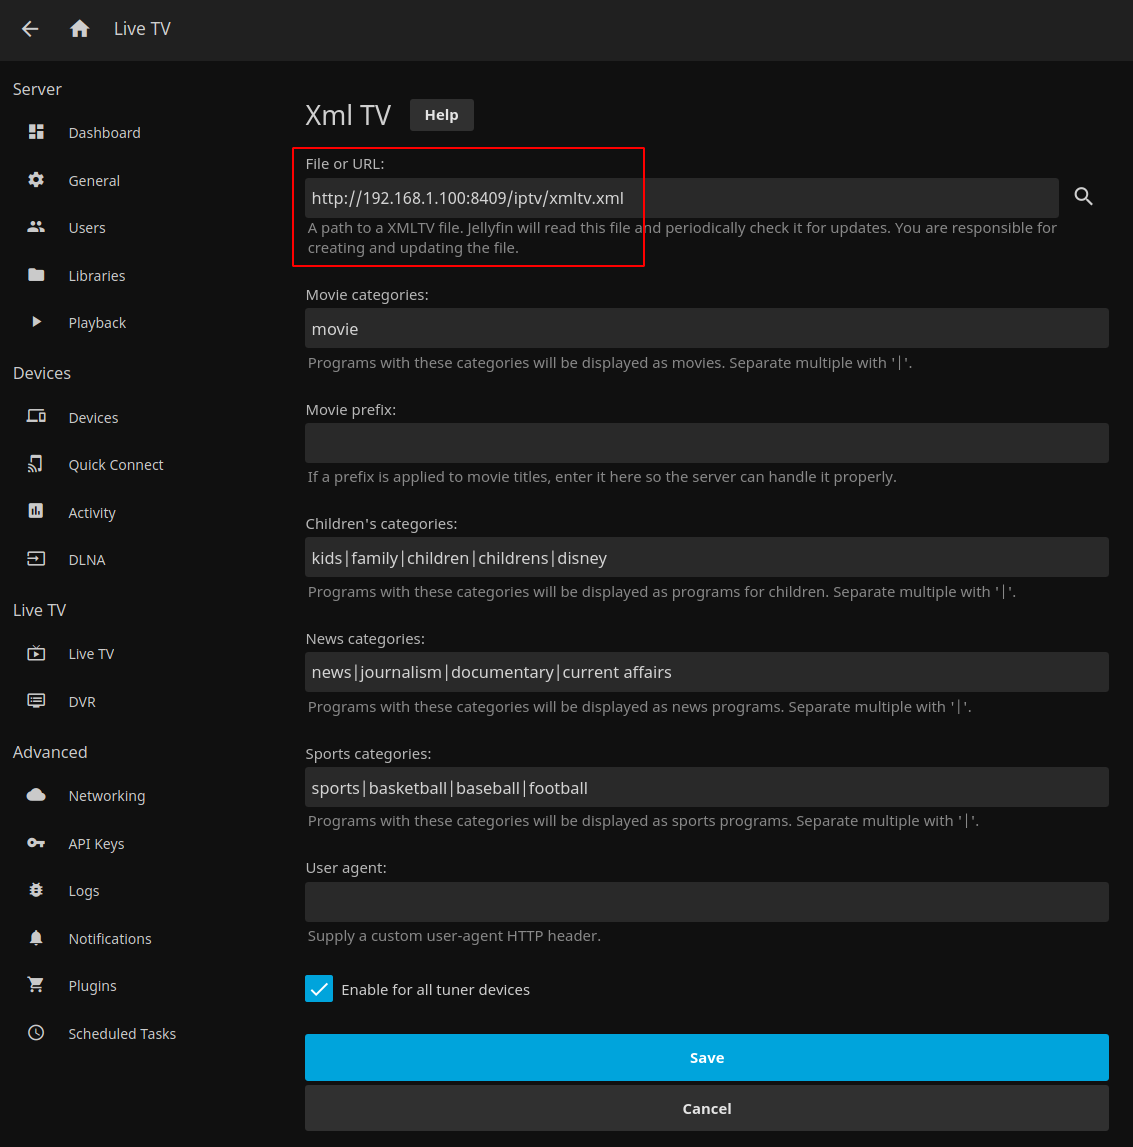 Live TV
Server
Dashboard
General
Users
Libraries
Playback
Devices
Devices
Quick Connect
Activity
DLNA
Live TV
Live TV
DVR
Advanced
Networking
API Keys
Logs
Notifications
Plugins
Scheduled Tasks
Xml TV
Help
File or URL:
http://192.168.1.100:8409/iptv/xmltv.xml
A path to a XMLTV file. Jellyfin will read this file and periodically check it for updates. You are responsible for
creating and updating the file.
Movie categories:
movie
Programs with these categories will be displayed as movies. Separate multiple with '|'.
Movie prefix:
If a prefix is applied to movie titles, enter it here so the server can handle it properly.
Children's categories:
kids|family|children|childrens|disney
Programs with these categories will be displayed as programs for children. Separate multiple with '|'.
News categories:
news|journalism|documentary|current affairs
Programs with these categories will be displayed as news programs. Separate multiple with '|'.
Sports categories:
sports|basketball|baseball|football
Programs with these categories will be displayed as sports programs. Separate multiple with '|'.
User agent:
Supply a custom user-agent HTTP header.
Enable for all tuner devices
Save
Cancel